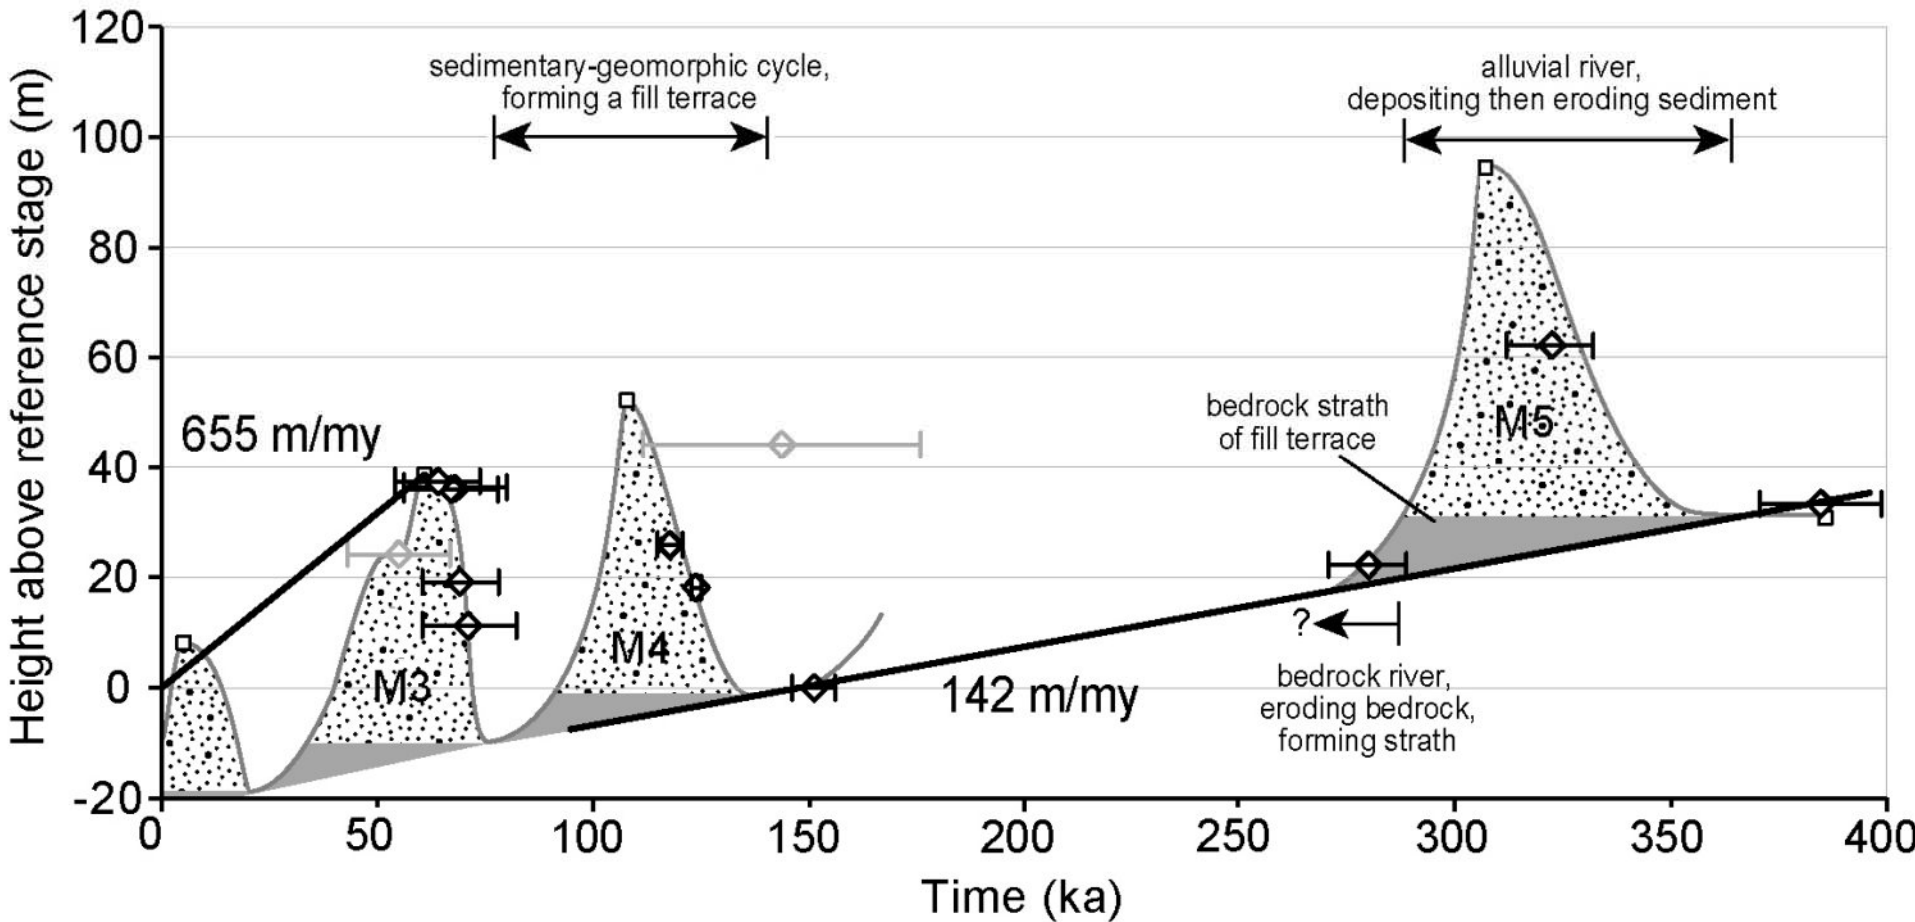 Height above reference stage (m)
120
100
80
60
40
20
0
-20
sedimentary-geomorphic cycle,
forming a fill terrace
alluvial river,
depositing then eroding sediment
655 m/my
bedrock strath
of fill terrace
M5
M4
M3
142 m/my
?
bedrock river,
eroding bedrock,
forming strath
0
50
100
150
200
250
300
350
400
Time (ka)